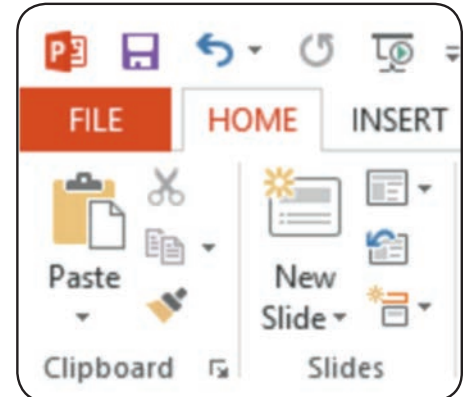 P
FILE HOME INSERT
Paste
New
Slide
Clipboard Slides